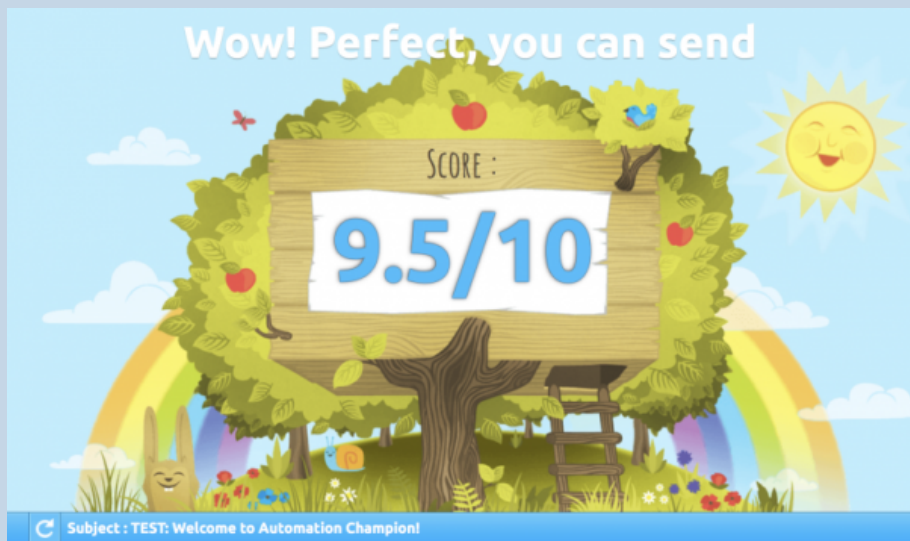 Wow! Perfect, you can send
SCORE :
9.5/10
Subject : TEST: Welcome to Automation Champion!